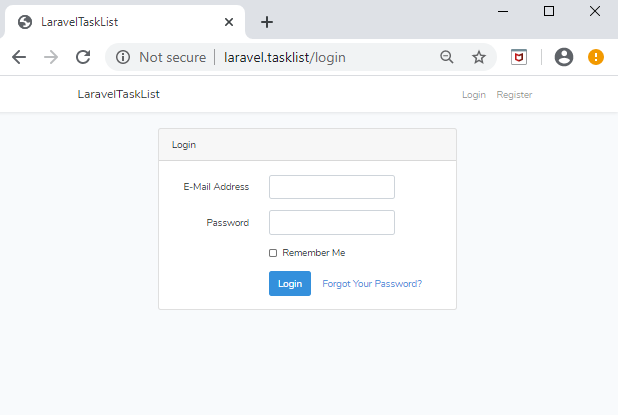 LaravelTaskList
Not secure | laravel.tasklist/login
LaravelTaskList Login Register
Login
E-Mail Address
Password
Remember Me
Login Forgot Your Password?